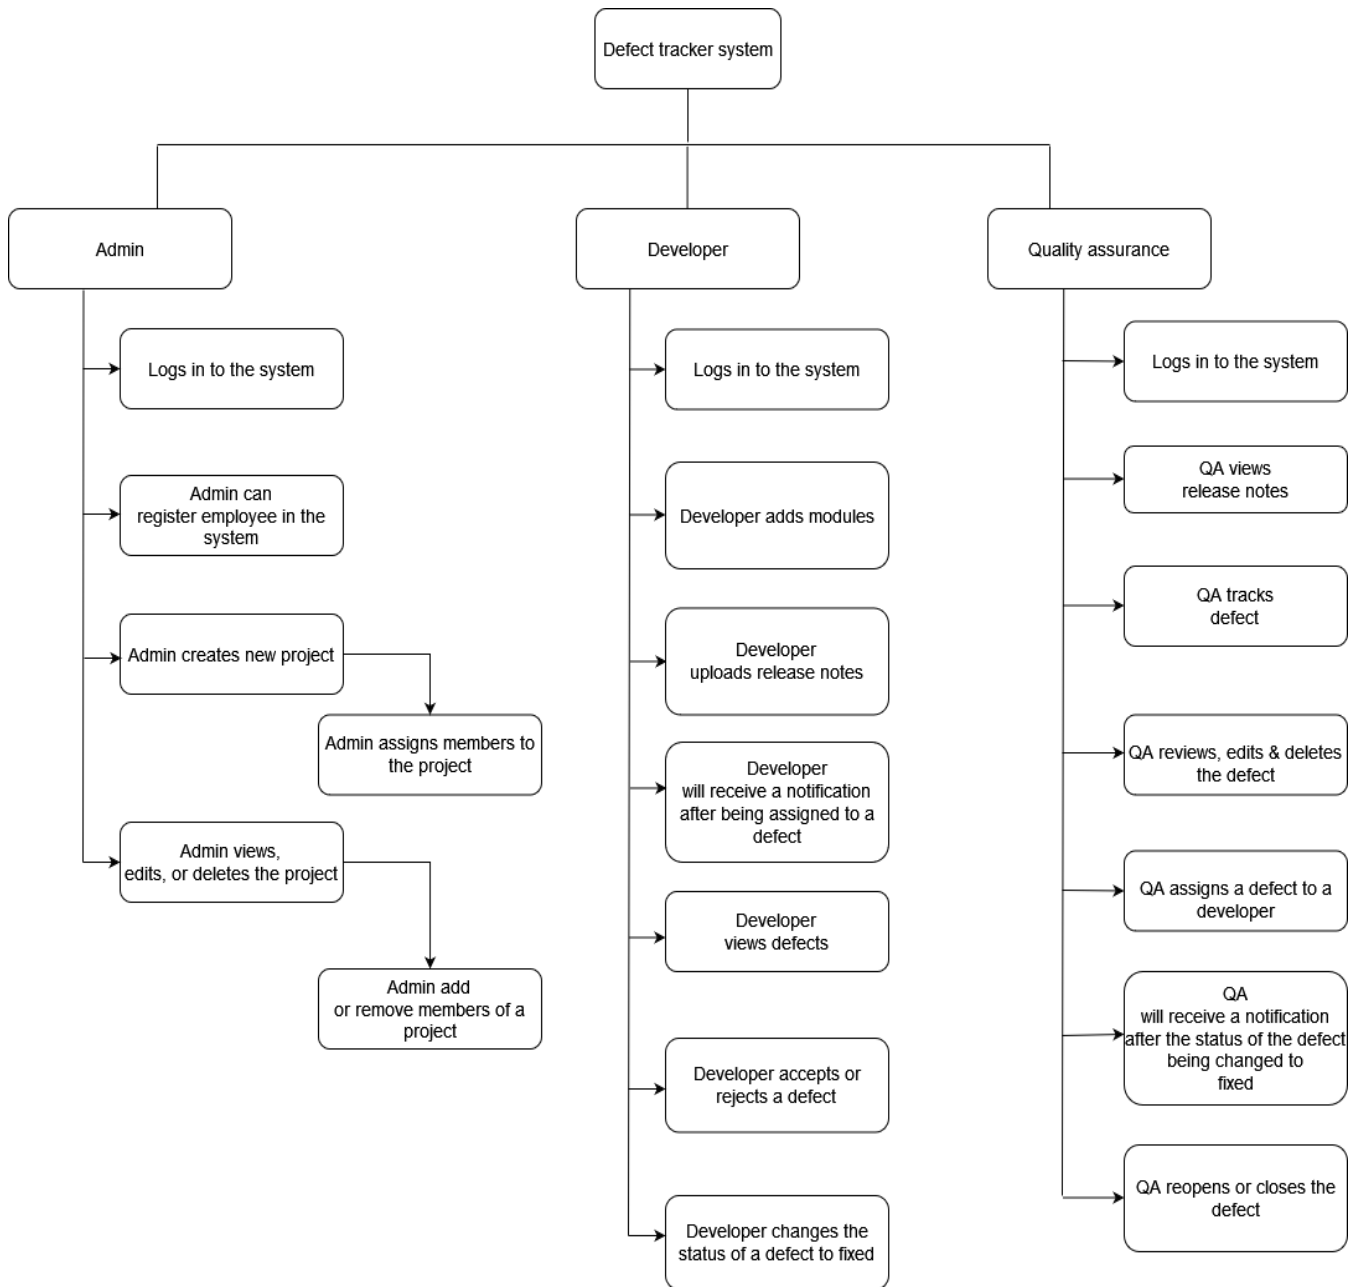 Defect tracker system
Admin
Developer
Quality assurance
Logs in to the system
Admin can
register employee in the
system
Admin creates new project
Admin assigns members to
the project
Admin views,
edits, or deletes the project
Admin add
or remove members of a
project
Logs in to the system
Developer adds modules
Developer
uploads release notes
Developer
will receive a notification
after being assigned to a
defect
Developer
views defects
Developer accepts or
rejects a defect
Developer changes the
status of a defect to fixed
Logs in to the system
QA views
release notes
QA tracks
defect
QA reviews, edits & deletes
the defect
QA assigns a defect to a
developer
QA
will receive a notification
after the status of the defect
being changed to
fixed
QA reopens or closes the
defect